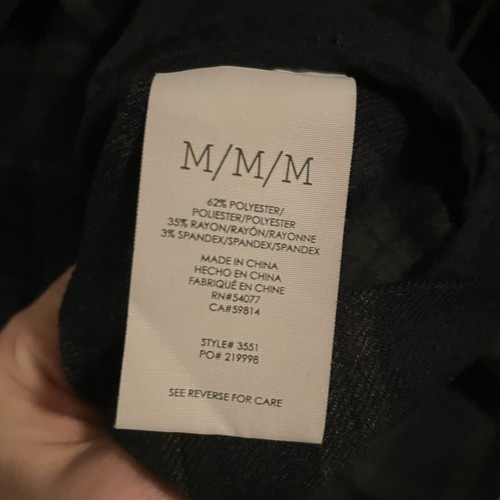 M/M/M
62% POLYESTER/
POLIESTER/POLYESTER
35% RAYON/RAYÓN/RAYONNE
3% SPANDEX/SPANDEX/SPANDEX
MADE IN CHINA
HECHO EN CHINA
FABRIQUÉ EN CHINE
RN#54077
CA#59814
STYLE# 3551
PO# 219998
SEE REVERSE FOR CARE